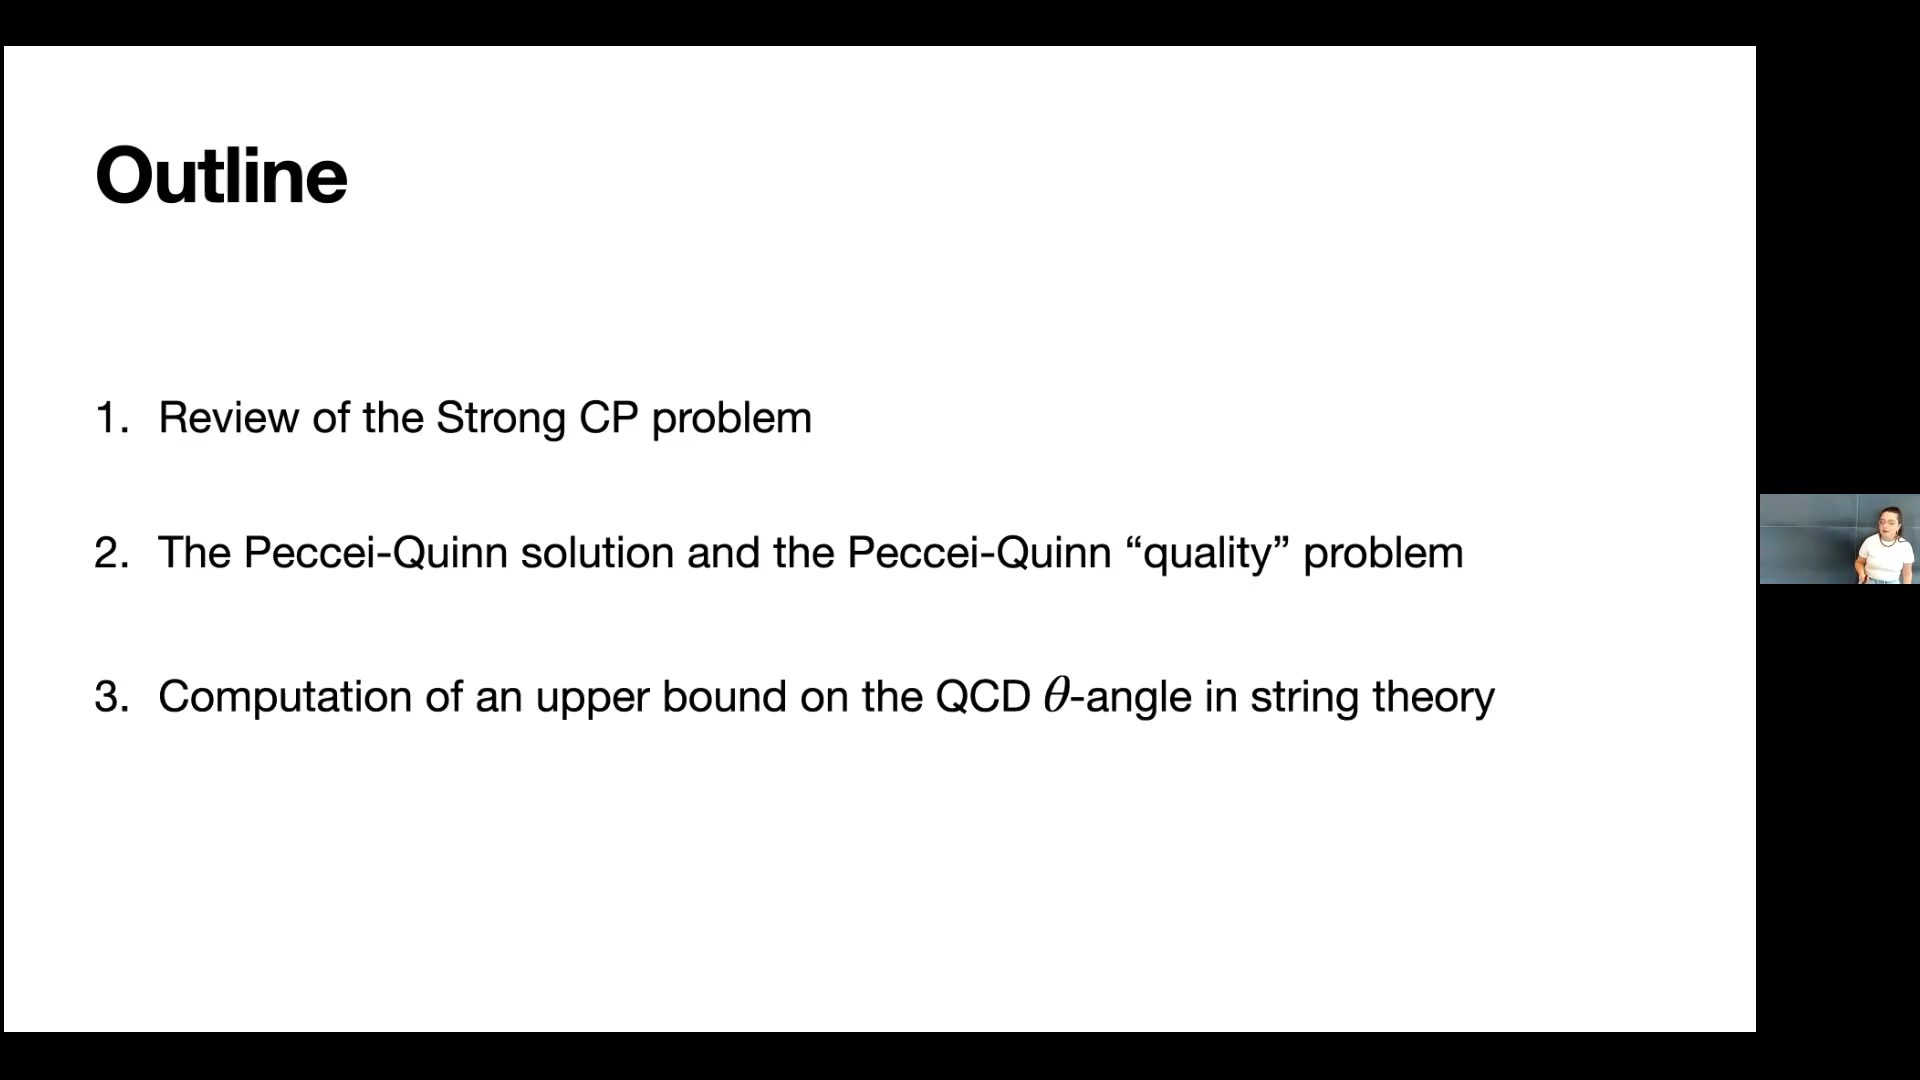 Outline
1. Review of the Strong CP problem
2. The Peccei-Quinn solution and the Peccei-Quinn “quality” problem
3. Computation of an upper bound on the QCD θ-angle in string theory